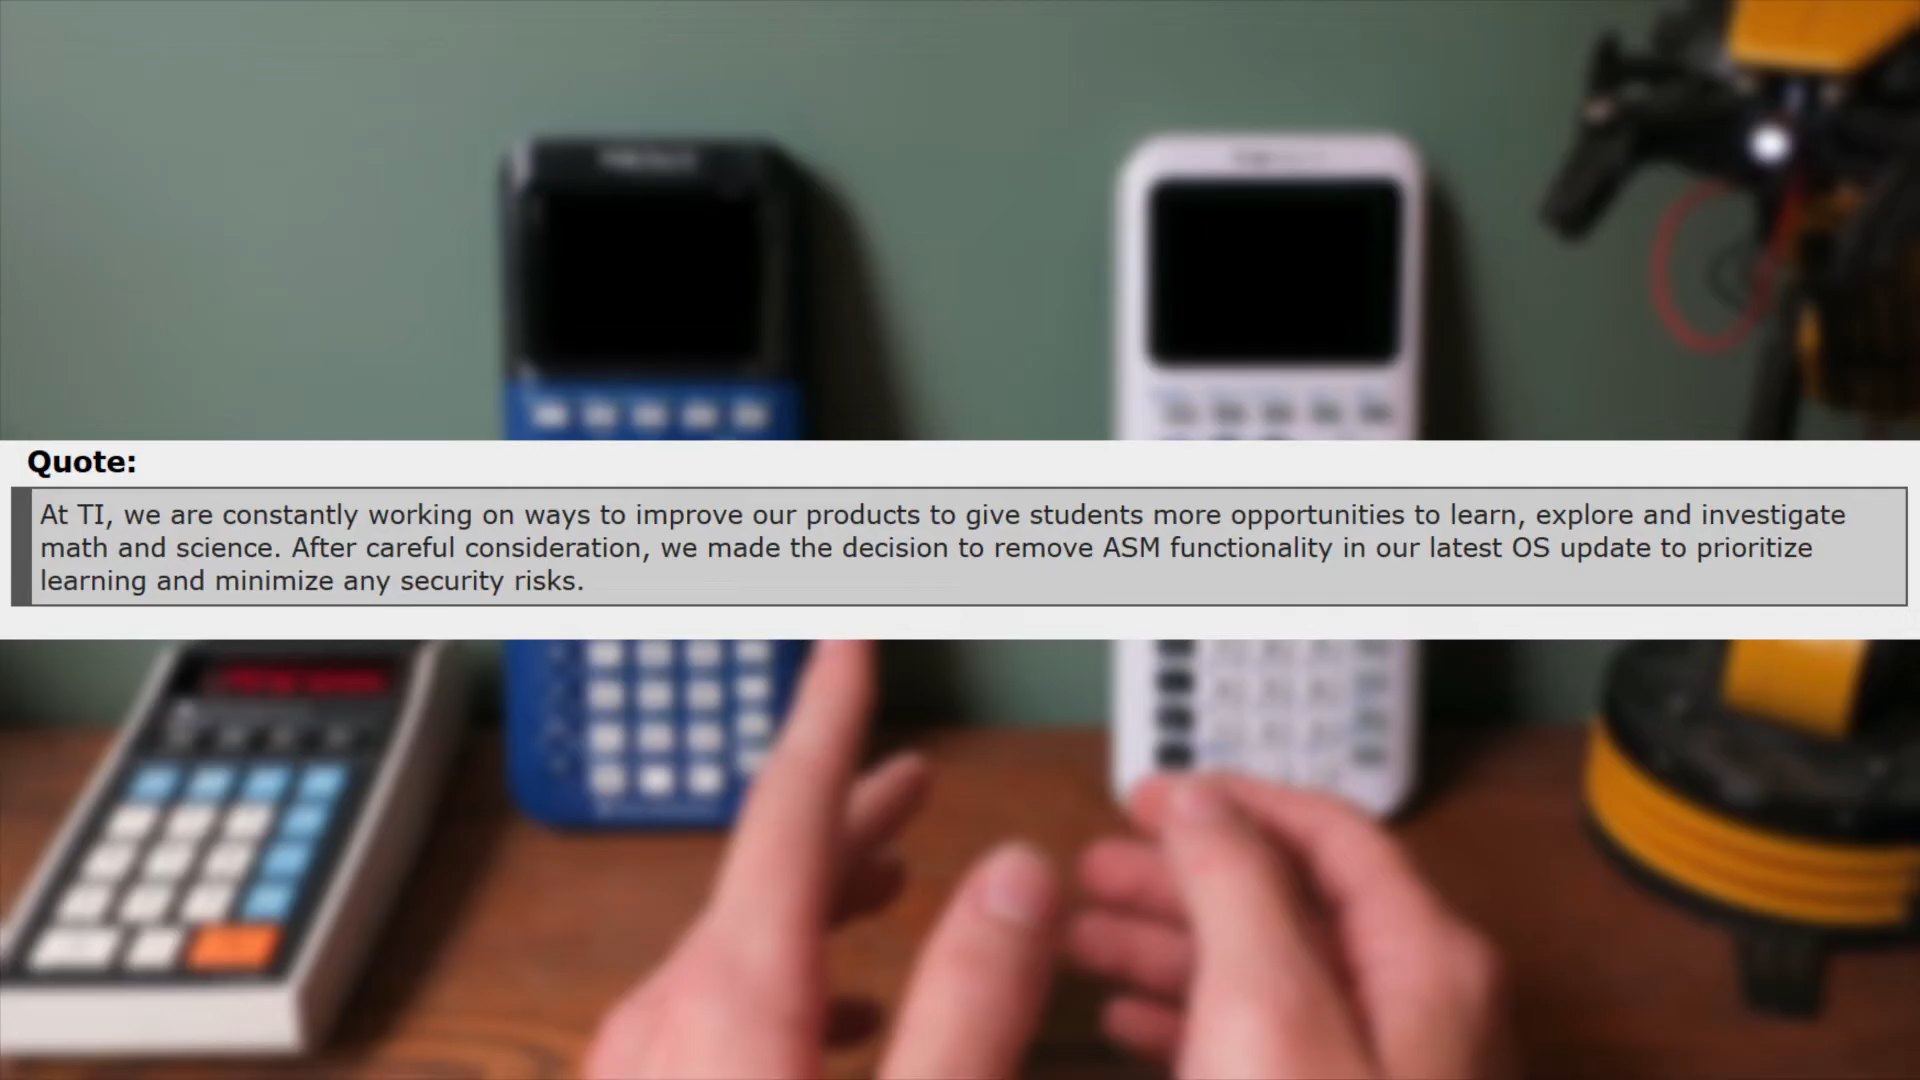 Quote:
At TI, we are constantly working on ways to improve our products to give students more opportunities to learn, explore and investigate
math and science. After careful consideration, we made the decision to remove ASM functionality in our latest OS update to prioritize
learning and minimize any security risks.